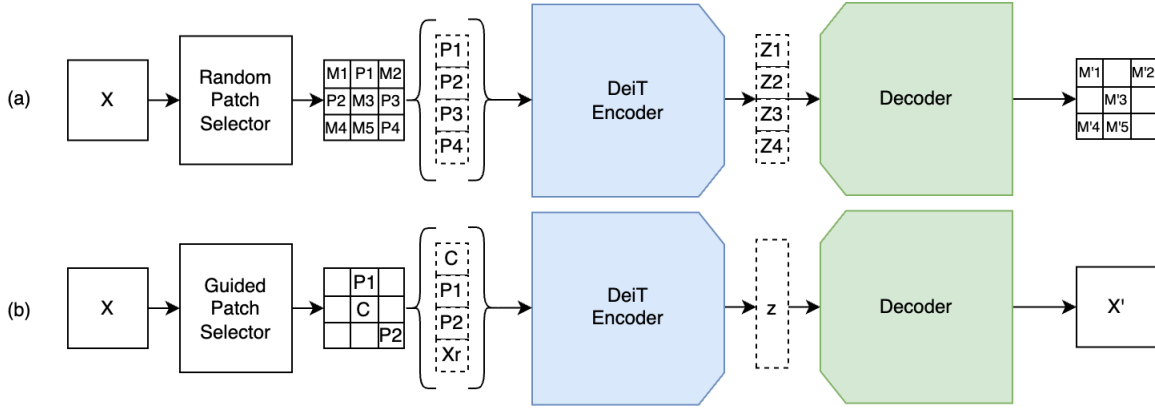 (a)
X
Random
Patch
Selector
M1 P1 M2
P2 M3 P3
M4 M5 P4
P1
P2
P3
P4
DeiT
Encoder
Z1
Z2
Z3
Z4
Decoder
M'1 M'2
M'3
M'4 M'5
(b)
X
Guided
Patch
Selector
P1
C
P2
C
P1
P2
Xr
DeiT
Encoder
z
Decoder
X'